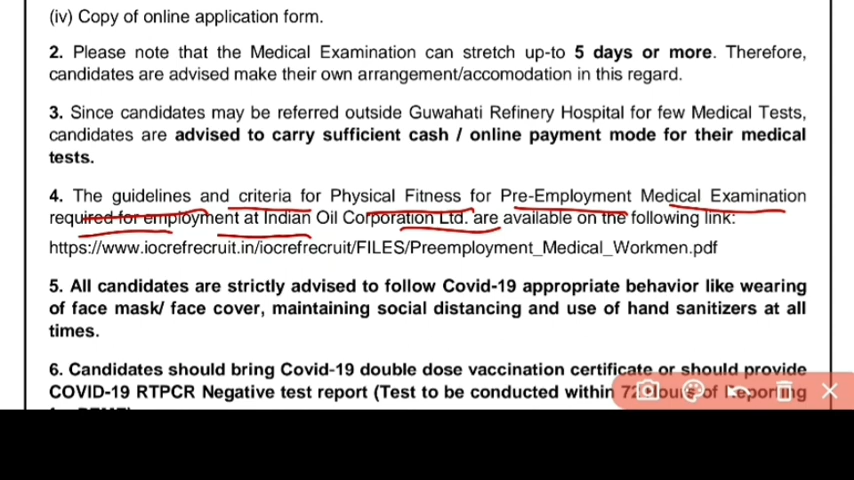 (iv) Copy of online application form.
2. Please note that the Medical Examination can stretch up-to 5 days or more. Therefore,
candidates are advised make their own arrangement/accomodation in this regard.
3. Since candidates may be referred outside Guwahati Refinery Hospital for few Medical Tests,
candidates are advised to carry sufficient cash / online payment mode for their medical
tests.
4. The guidelines and criteria for Physical Fitness for Pre-Employment Medical Examination
required for employment at Indian Oil Corporation Ltd. are available on the following link:
https://www.iocrefrecruit.in/iocrefrecruit/FILES/Preemployment_Medical_Workmen.pdf
5. All candidates are strictly advised to follow Covid-19 appropriate behavior like wearing
of face mask/ face cover, maintaining social distancing and use of hand sanitizers at all
times.
6. Candidates should bring Covid-19 double dose vaccination certificate or should provide
COVID-19 RTPCR Negative test report (Test to be conducted within 72 hours of Reporting